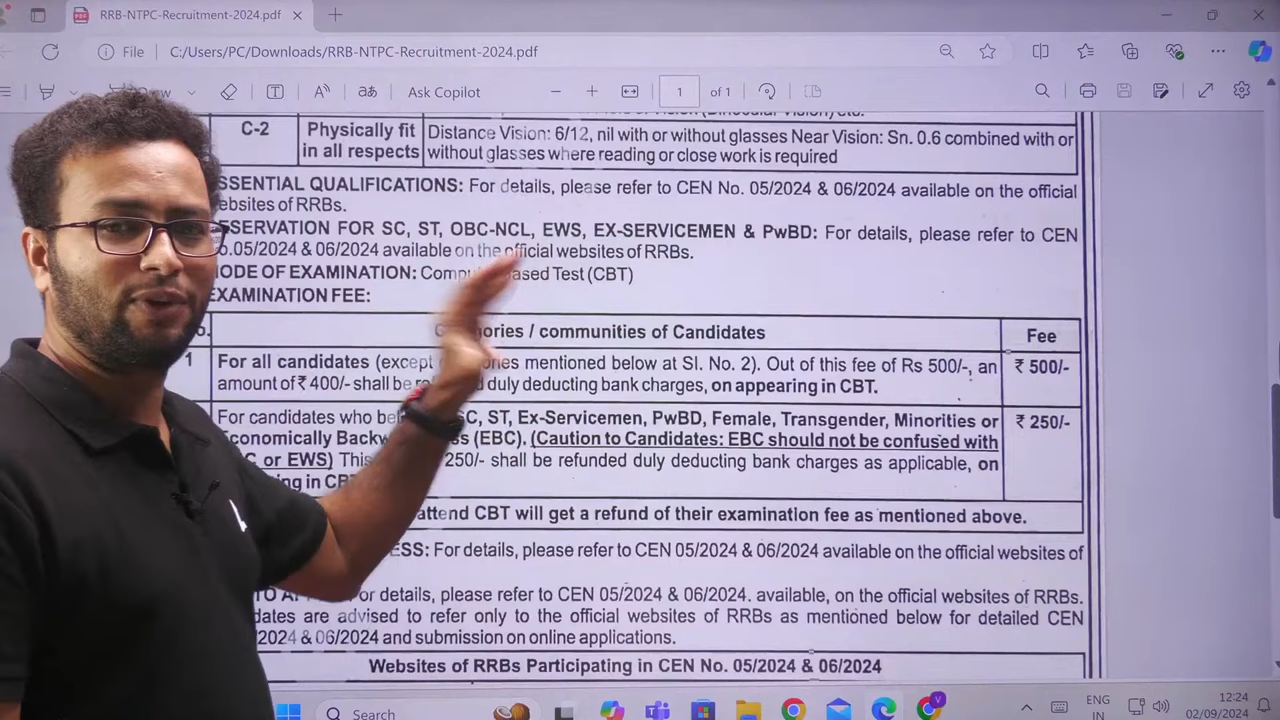 RRB-NTPC-Recruitment-2024.pdf
File C:/Users/PC/Downloads/RRB-NTPC-Recruitment-2024.pdf
Ask Copilot 1 of 1
C-2 Physically fit in all respects
Distance Vision: 6/12, nil with or without glasses Near Vision: Sn. 0.6 combined with or
without glasses where reading or close work is required
SSENTIAL QUALIFICATIONS: For details, please refer to CEN No. 05/2024 & 06/2024 available on the official
ebsites of RRBs.
SERVATION FOR SC, ST, OBC-NCL, EWS, EX-SERVICEMEN & PwBD: For details, please refer to CEN
o.05/2024 & 06/2024 available on the official websites of RRBs.
ODE OF EXAMINATION: ased Test (CBT)
EXAMINATION FEE:
o. / communities of Candidates Fee
1 For all candidates (except nes mentioned below at Sl. No. 2). Out of this fee of Rs 500/-, an ₹ 500/-
amount of ₹ 400/- shall be duly deducting bank charges, on appearing in CBT.
For candidates who SC, ST, Ex-Servicemen, PwBD, Female, Transgender, Minorities or ₹ 250/-
conomically (EBC). (Caution to Candidates: EBC should not be confused with
C or EWS) This 250/- shall be refunded duly deducting bank charges as applicable, on
ing in CBT
attend CBT will get a refund of their examination fee as mentioned above.
ESS: For details, please refer to CEN 05/2024 & 06/2024 available on the official websites of
or details, please refer to CEN 05/2024 & 06/2024. available, on the official websites of RRBs.
dates are advised to refer only to the official websites of RRBs as mentioned below for detailed CEN
/2024 & 06/2024 and submission on online applications.
Websites of RRBs Participating in CEN No. 05/2024 & 06/2024
Search
ENG
IN
12:24
02/09/2024